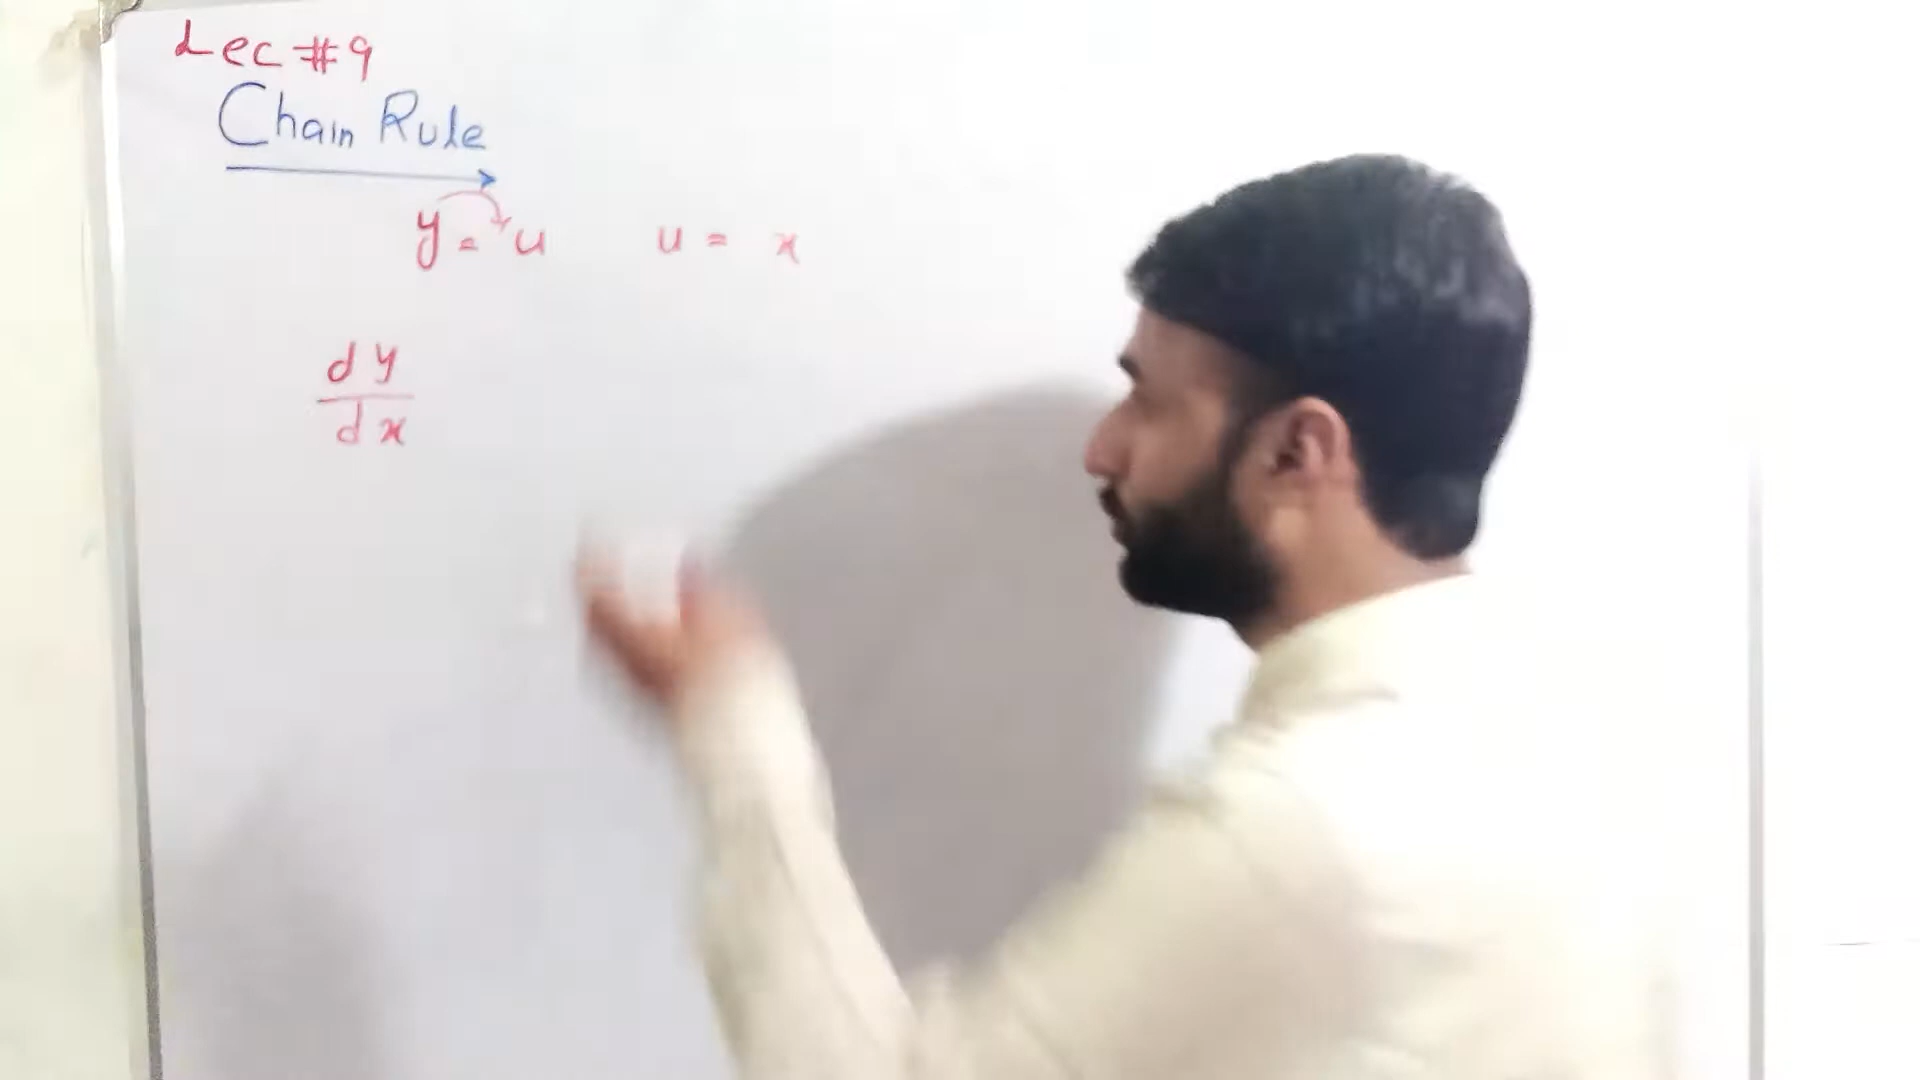 Lec #9
Chain Rule
y = u u = x
dy
dx